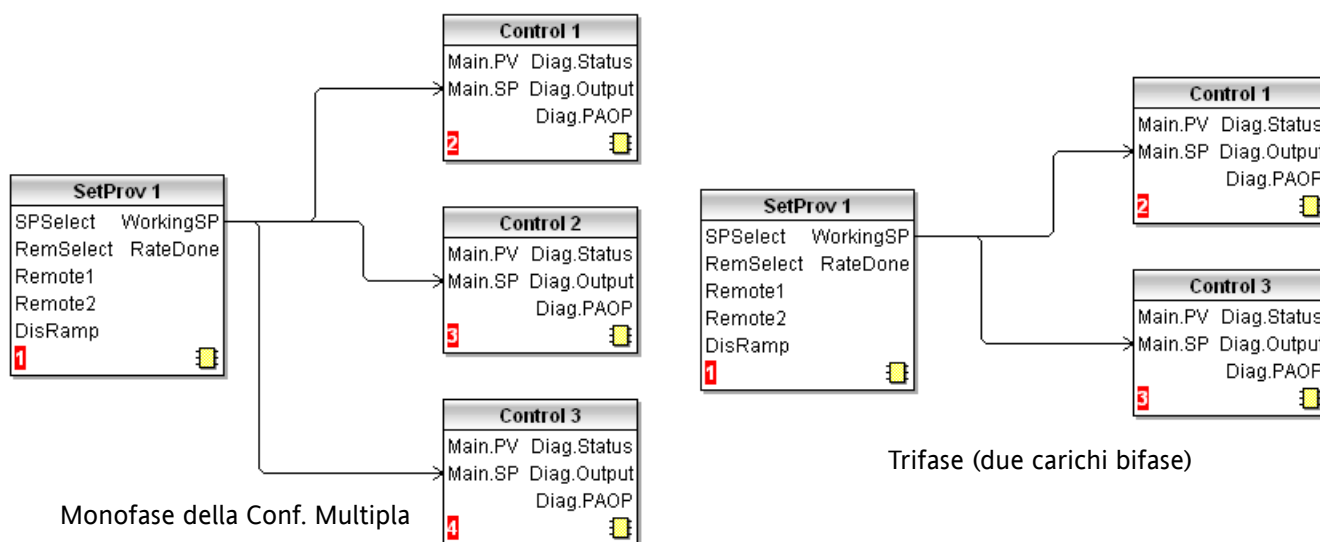 Control 1
Main.PV Diag.Status
Main.SP Diag.Output
Diag.PAOP
2
SetProv 1
SPSelect WorkingSP
RemSelect RateDone
Remote1
Remote2
DisRamp
1
Control 2
Main.PV Diag.Status
Main.SP Diag.Output
Diag.PAOP
3
Control 3
Main.PV Diag.Status
Main.SP Diag.Output
Diag.PAOP
4
Monofase della Conf. Multipla
Control 1
Main.PV Diag.Status
Main.SP Diag.Output
Diag.PAOP
2
SetProv 1
SPSelect WorkingSP
RemSelect RateDone
Remote1
Remote2
DisRamp
1
Control 3
Main.PV Diag.Status
Main.SP Diag.Output
Diag.PAOP
3
Trifase (due carichi bifase)